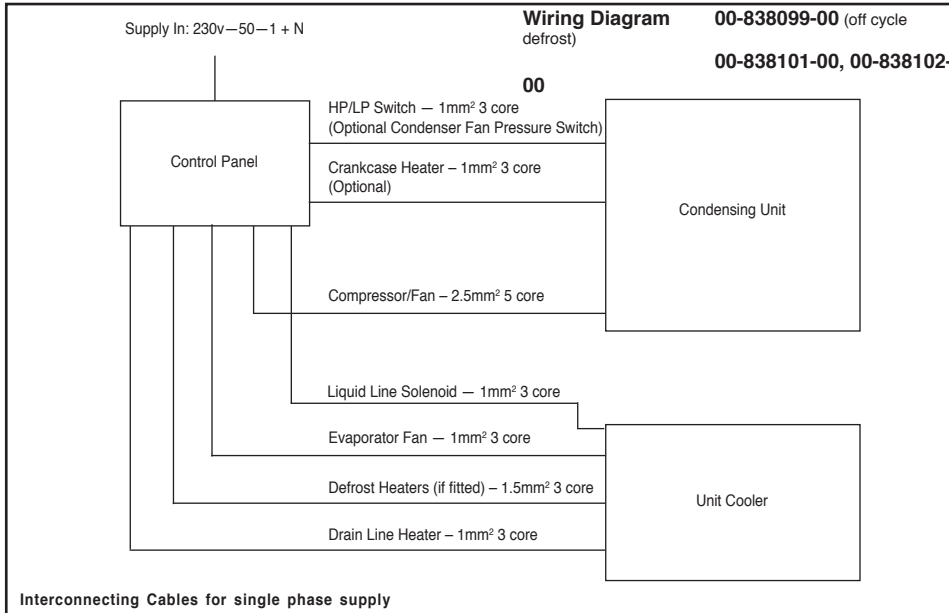 Supply In: 230v—50—1 + N
Wiring Diagram 00-838099-00 (off cycle
defrost)
00-838101-00, 00-838102-
00
HP/LP Switch — 1mm² 3 core
(Optional Condenser Fan Pressure Switch)
Control Panel
Crankcase Heater – 1mm² 3 core
(Optional)
Condensing Unit
Compressor/Fan – 2.5mm² 5 core
Liquid Line Solenoid — 1mm² 3 core
Evaporator Fan — 1mm² 3 core
Defrost Heaters (if fitted) – 1.5mm² 3 core
Unit Cooler
Drain Line Heater – 1mm² 3 core
Interconnecting Cables for single phase supply